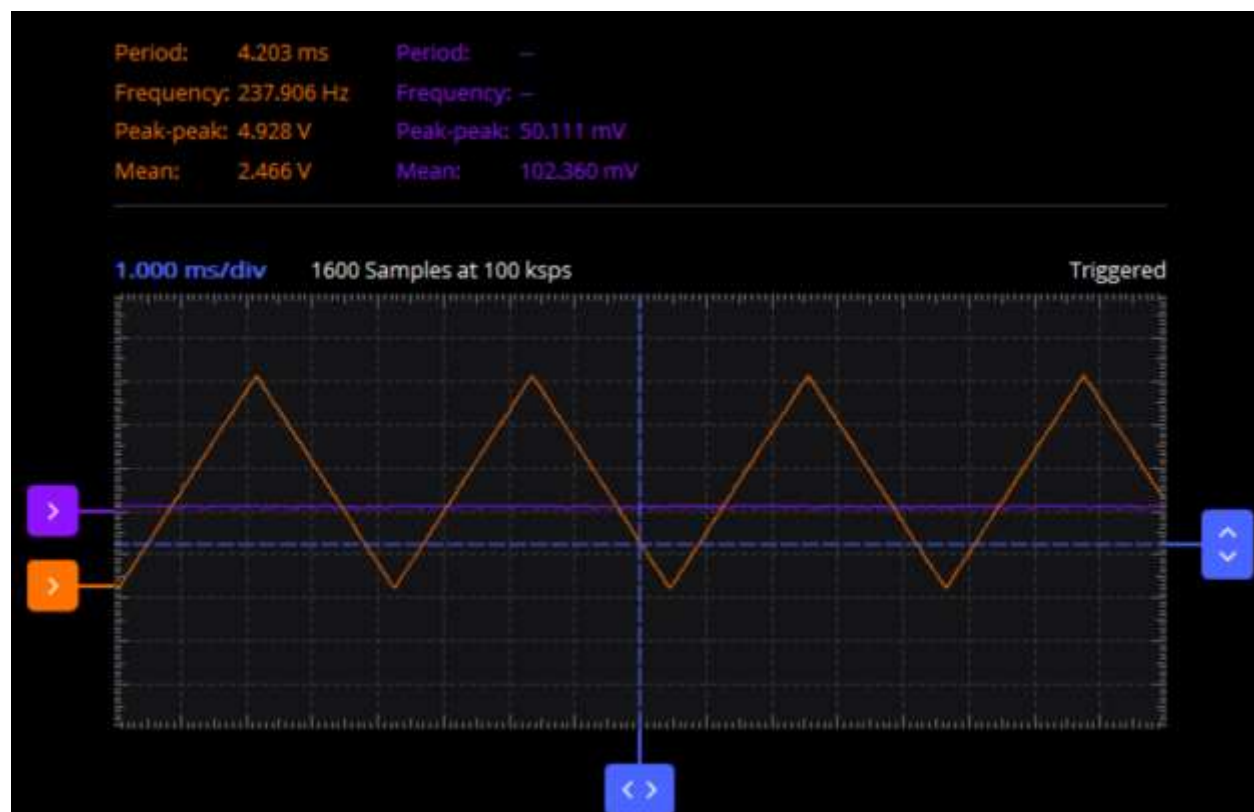 Period: 4.203 ms Period: –
Frequency: 237.906 Hz Frequency: –
Peak-peak: 4.928 V Peak-peak: 50.111 mV
Mean: 2.466 V Mean: 102.360 mV
1.000 ms/div 1600 Samples at 100 ksps Triggered